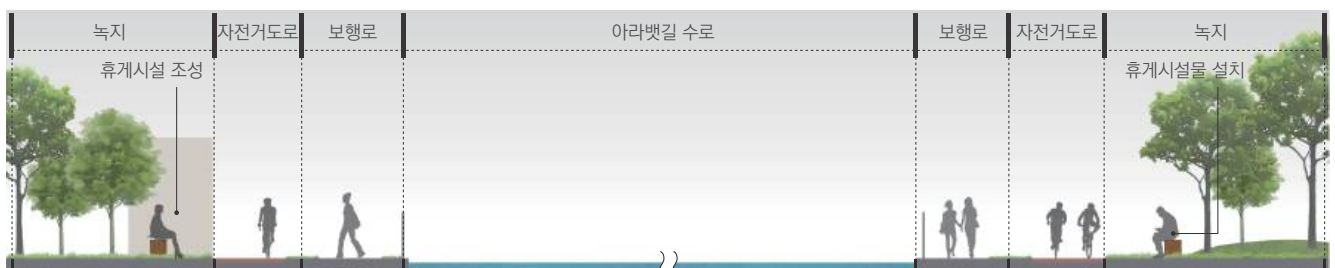 녹지
자전거도로
보행로
아라뱃길 수로
보행로
자전거도로
녹지
휴게시설 조성
휴게시설물 설치